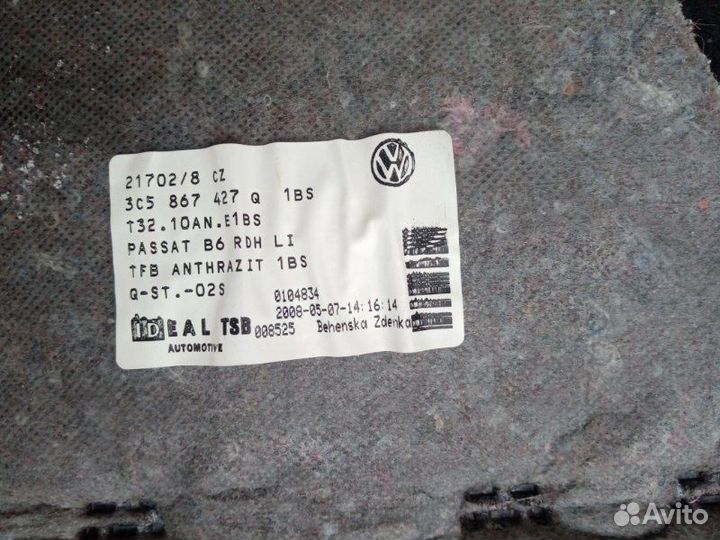 21702/8 CZ
3C5 867 427 Q 1BS
T32.10AN.E1BS
PASSAT B6 RDH LI
TFB ANTHRAZIT 1BS
Q-ST.-02S
0104834
2008-05-07-14:16:14
IDEAL TSB 008525 Behenska Zdenka
AUTOMOTIVE
VW
Avito